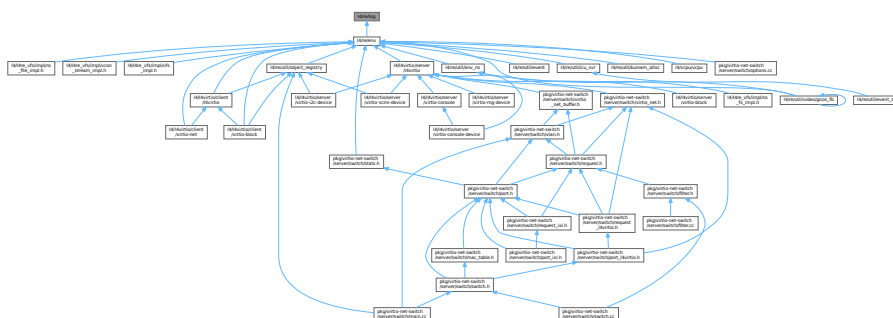 l4/re/log
l4/re/env
l4/l4re_vfs/impl/ns
_file_impl.h
l4/l4re_vfs/impl/vcon
_stream_impl.h
l4/l4re_vfs/impl/vfs
_impl.h
l4/re/util/object_registry
l4/l4virtio/server
/l4virtio
l4/re/util/env_ns
l4/re/util/event
l4/re/util/icu_svr
l4/re/util/kumem_alloc
l4/vcpu/vcpu
pkg/virtio-net-switch
/server/switch/options.cc
l4/l4virtio/client
/l4virtio
l4/l4virtio/server
/virtio-i2c-device
l4/l4virtio/server
/virtio-scmi-device
l4/l4virtio/server
/virtio-console
l4/l4virtio/server
/virtio-rng-device
pkg/virtio-net-switch
/server/switch/virtio
_net_buffer.h
pkg/virtio-net-switch
/server/switch/virtio_net.h
l4/l4virtio/server
/virtio-block
l4/l4re_vfs/impl/ns
_fs_impl.h
l4/re/util/video/goos_fb
l4/l4virtio/client
/virtio-net
l4/l4virtio/client
/virtio-block
l4/l4virtio/server
/virtio-console-device
pkg/virtio-net-switch
/server/switch/vlan.h
pkg/virtio-net-switch
/server/switch/stats.h
pkg/virtio-net-switch
/server/switch/request.h
pkg/virtio-net-switch
/server/switch/port.h
pkg/virtio-net-switch
/server/switch/filter.h
pkg/virtio-net-switch
/server/switch/request_ixl.h
pkg/virtio-net-switch
/server/switch/request
_l4virtio.h
pkg/virtio-net-switch
/server/switch/filter.cc
pkg/virtio-net-switch
/server/switch/mac_table.h
pkg/virtio-net-switch
/server/switch/port_ixl.h
pkg/virtio-net-switch
/server/switch/port_l4virtio.h
pkg/virtio-net-switch
/server/switch/switch.h
pkg/virtio-net-switch
/server/switch/main.cc
pkg/virtio-net-switch
/server/switch/switch.cc